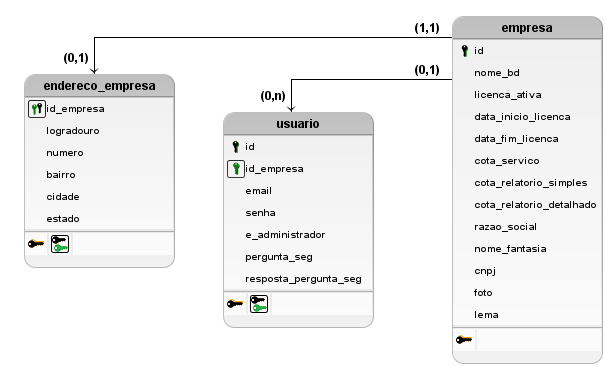 (1,1)
(0,1)
endereco_empresa
id_empresa
logradouro
numero
bairro
cidade
estado
(0,1)
(0,n)
usuario
id
id_empresa
email
senha
e_administrador
pergunta_seg
resposta_pergunta_seg
empresa
id
nome_bd
licenca_ativa
data_inicio_licenca
data_fim_licenca
cota_servico
cota_relatorio_simples
cota_relatorio_detalhado
razao_social
nome_fantasia
cnpj
foto
lema